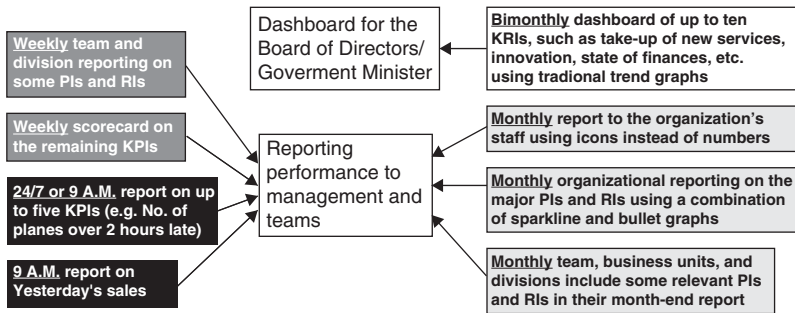 Weekly team and
division reporting on
some PIs and RIs
Weekly scorecard on
the remaining KPIs
24/7 or 9 A.M. report on up
to five KPIs (e.g. No. of
planes over 2 hours late)
9 A.M. report on
Yesterday's sales
Dashboard for the
Board of Directors/
Goverment Minister
Reporting
performance to
management and
teams
Bimonthly dashboard of up to ten
KRIs, such as take-up of new services,
innovation, state of finances, etc.
using tradional trend graphs
Monthly report to the organization's
staff using icons instead of numbers
Monthly organizational reporting on the
major PIs and RIs using a combination
of sparkline and bullet graphs
Monthly team, business units, and
divisions include some relevant PIs
and RIs in their month-end report